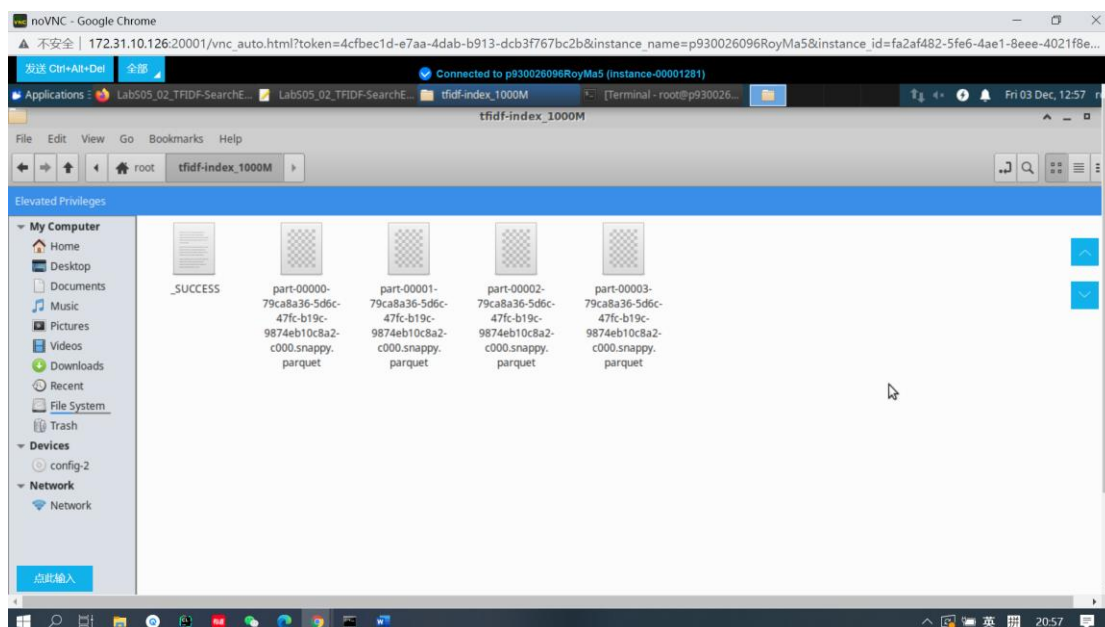 noVNC - Google Chrome
不安全 | 172.31.10.126:20001/vnc_auto.html?token=4cfbec1d-e7aa-4dab-b913-dcb3f767bc2b&instance_name=p930026096RoyMa5&instance_id=fa2af482-5fe6-4ae1-8eee-4021f8e...
发送 Ctrl+Alt+Del 全部 Connected to p930026096RoyMa5 (instance-00001281)
Applications LabS05_02_TFIDF-SearchE... LabS05_02_TFIDF-SearchE... tfidf-index_1000M [Terminal - root@p930026... Fri 03 Dec, 12:57
tfidf-index_1000M
File Edit View Go Bookmarks Help
root tfidf-index_1000M
Elevated Privileges
My Computer
Home
Desktop
Documents
Music
Pictures
Videos
Downloads
Recent
File System
Trash
Devices
config-2
Network
Network
_SUCCESS
part-00000-
79ca8a36-5d6c-
47fc-b19c-
9874eb10c8a2-
c000.snappy.
parquet
part-00001-
79ca8a36-5d6c-
47fc-b19c-
9874eb10c8a2-
c000.snappy.
parquet
part-00002-
79ca8a36-5d6c-
47fc-b19c-
9874eb10c8a2-
c000.snappy.
parquet
part-00003-
79ca8a36-5d6c-
47fc-b19c-
9874eb10c8a2-
c000.snappy.
parquet
点此输入
英 拼 20:57